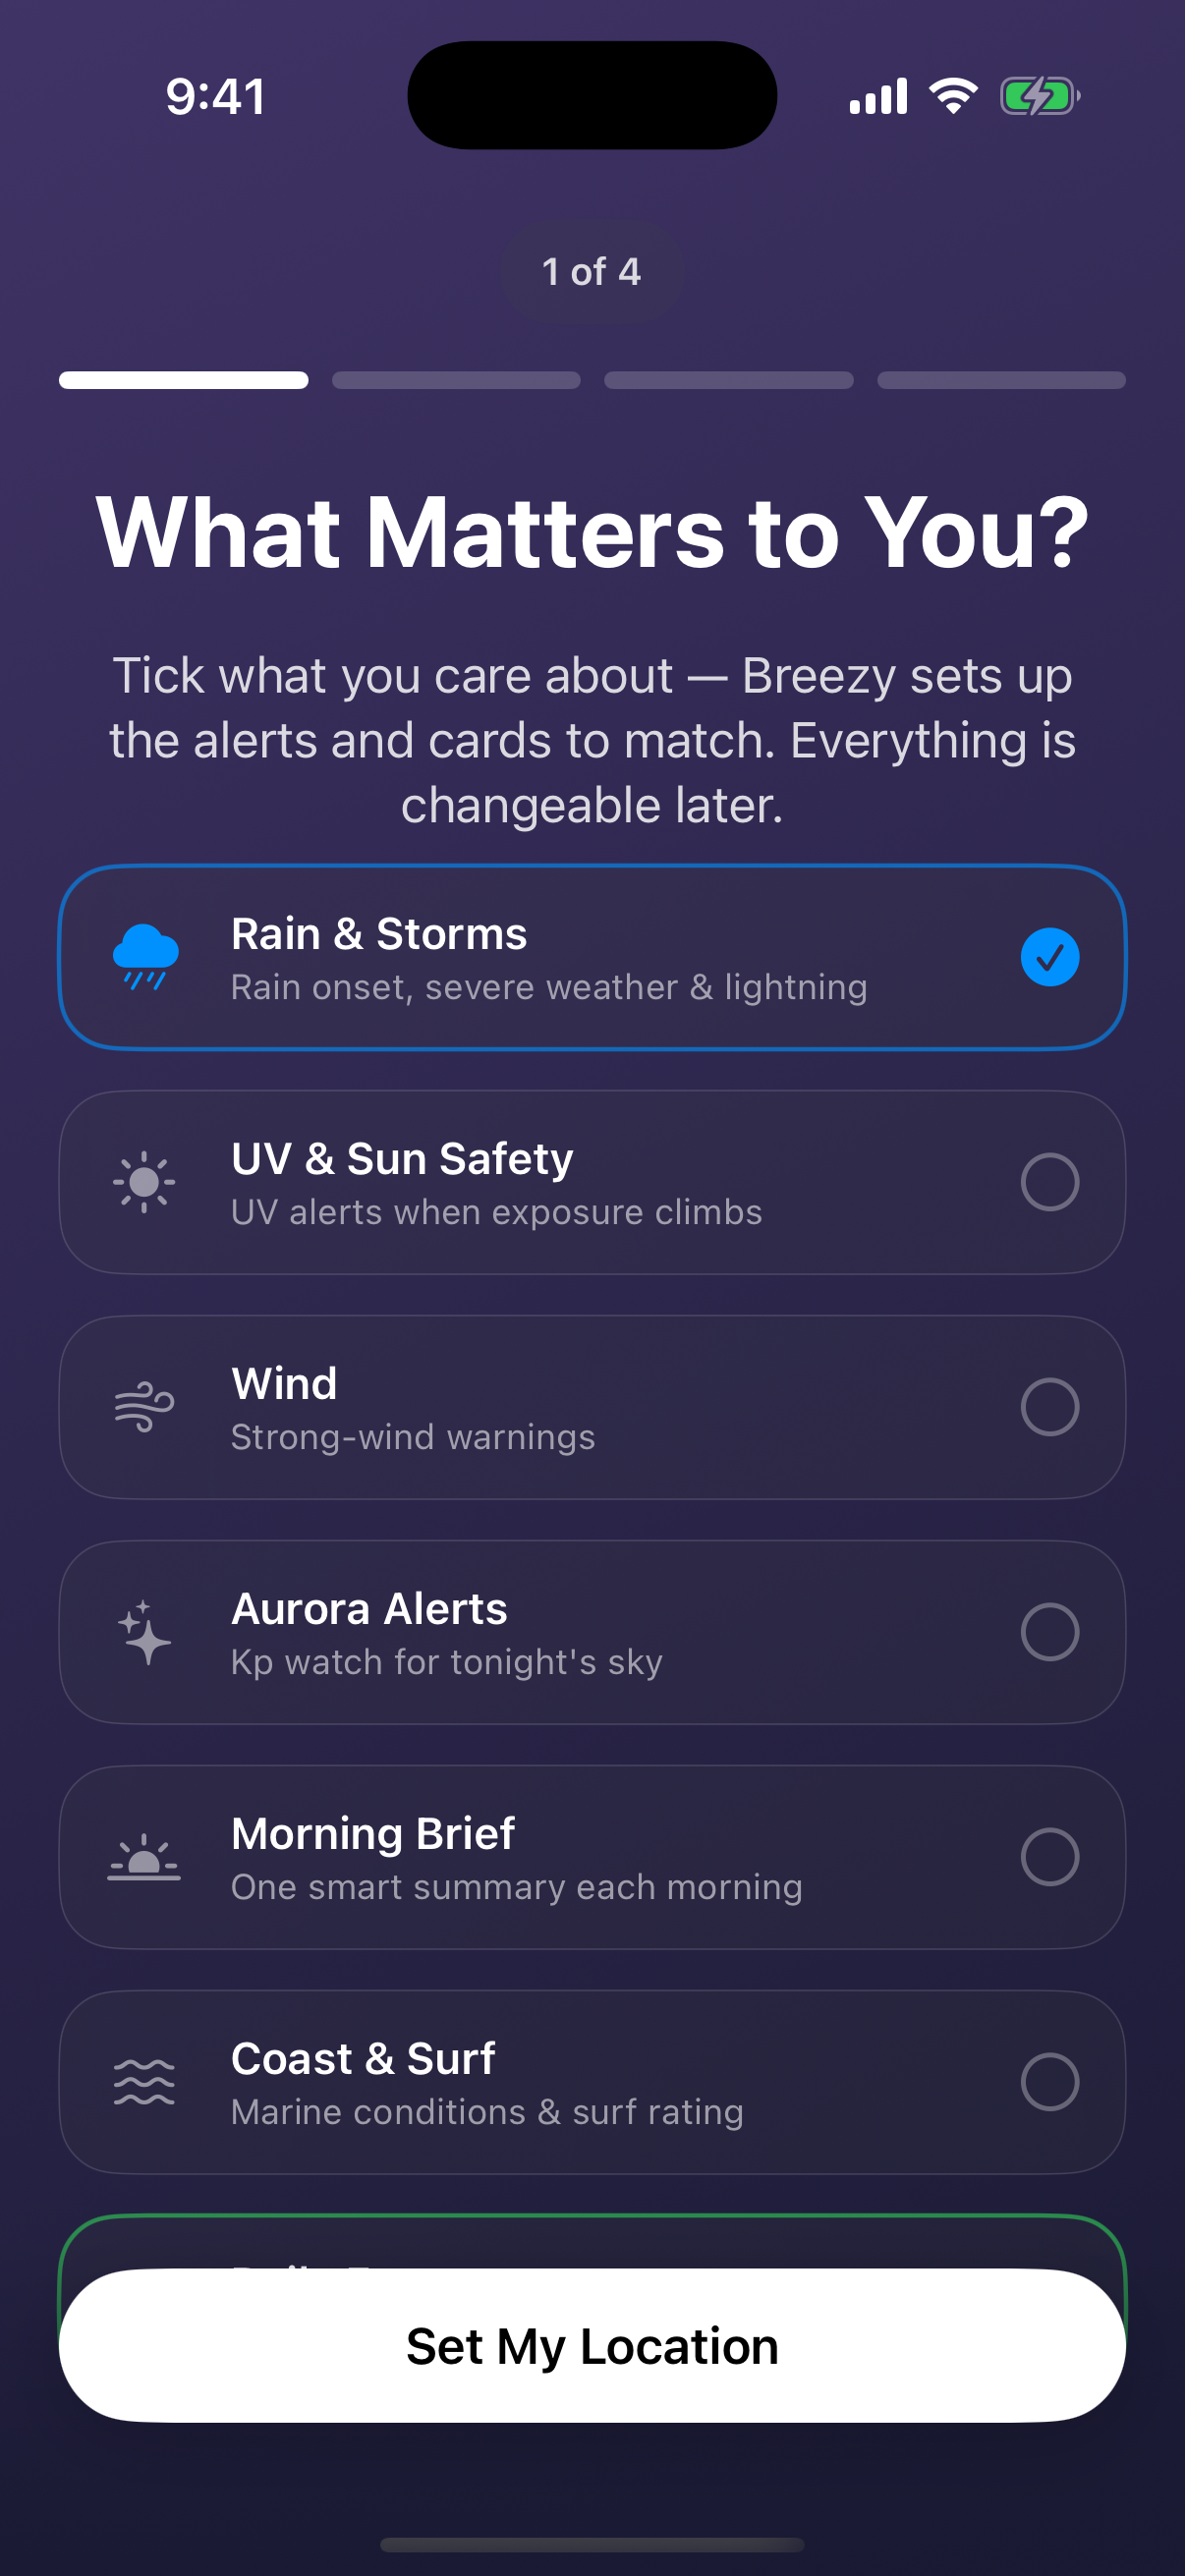 9:41
1 of 4
What Matters to You?
Tick what you care about — Breezy sets up
the alerts and cards to match. Everything is
changeable later.
Rain & Storms
Rain onset, severe weather & lightning
UV & Sun Safety
UV alerts when exposure climbs
Wind
Strong-wind warnings
Aurora Alerts
Kp watch for tonight's sky
Morning Brief
One smart summary each morning
Coast & Surf
Marine conditions & surf rating
Set My Location